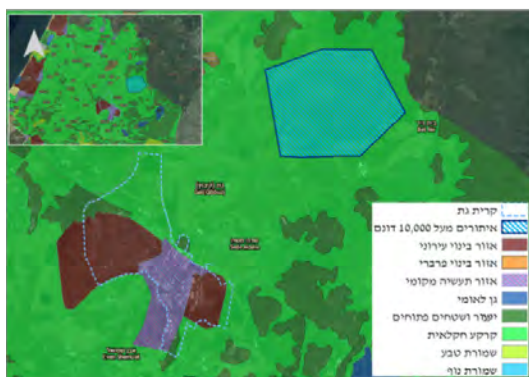 קרית גת
איתורים מעל 10,000 דונם
אזור בינוי עירוני
אזור בינוי פרברי
אזור תעשיה מקומי
גן לאומי
יער ושטחים פתוחים
קרקע חקלאית
שמורת טבע
שמורת נוף